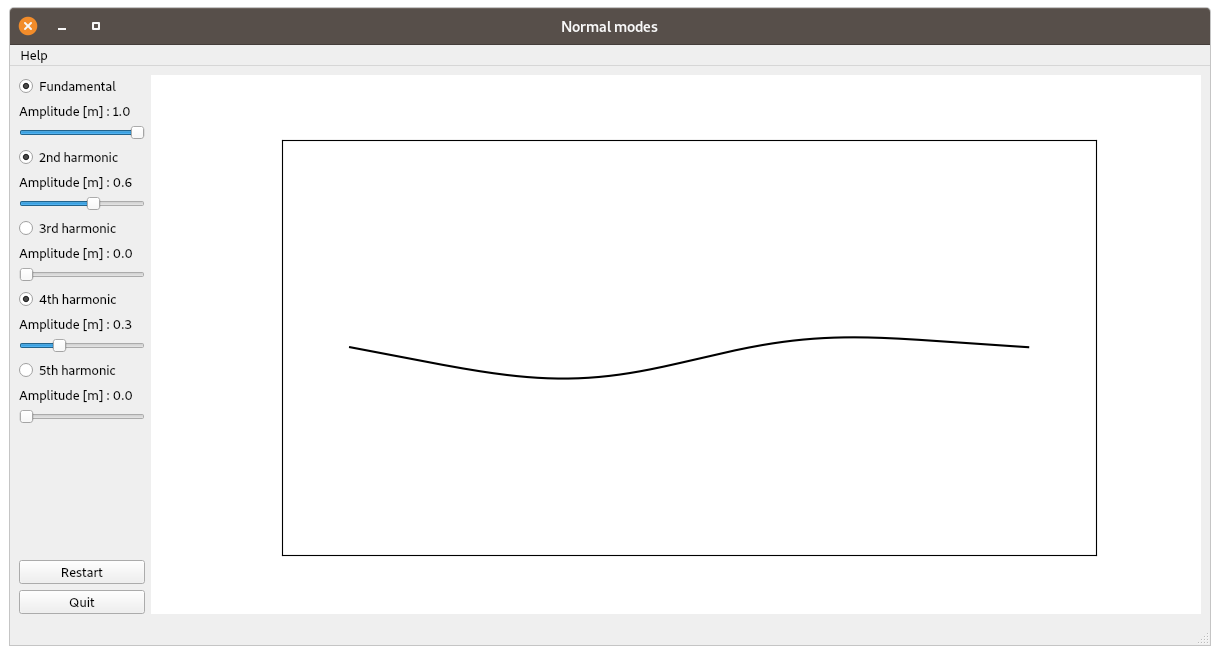 Normal modes
Help
Fundamental
Amplitude [m] : 1.0
2nd harmonic
Amplitude [m] : 0.6
3rd harmonic
Amplitude [m] : 0.0
4th harmonic
Amplitude [m] : 0.3
5th harmonic
Amplitude [m] : 0.0
Restart
Quit